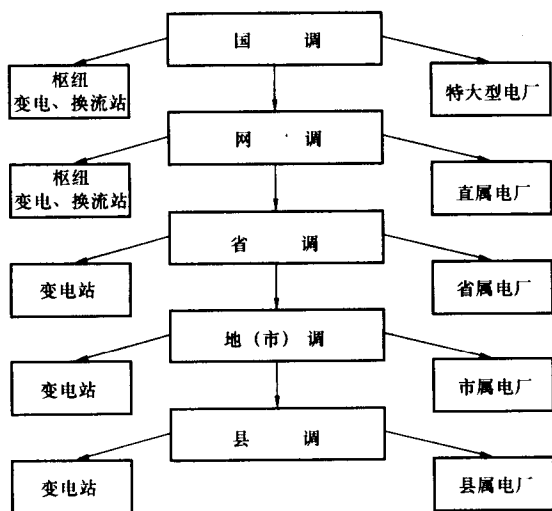 国 调
枢纽
变电、换流站
特大型电厂
网 调
枢纽
变电、换流站
直属电厂
省 调
变电站
省属电厂
地（市）调
变电站
市属电厂
县 调
变电站
县属电厂